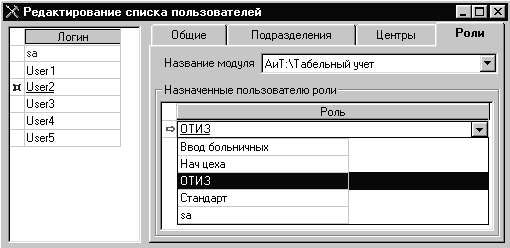 Редактирование списка пользователей
Логин
sa
User1
User2
User3
User4
User5
Общие
Подразделения
Центры
Роли
Название модуля
АиТ:\Табельный учет
Назначенные пользователю роли
Роль
ОТИЗ
Ввод больничных
Нач цеха
ОТИЗ
Стандарт
sa